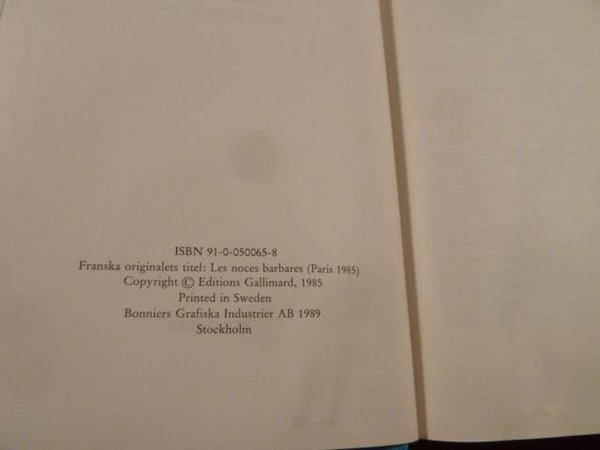 ISBN 91-0-050065-8
Franska originalets titel: Les noces barbares (Paris 1985)
Copyright © Editions Gallimard, 1985
Printed in Sweden
Bonniers Grafiska Industrier AB 1989
Stockholm